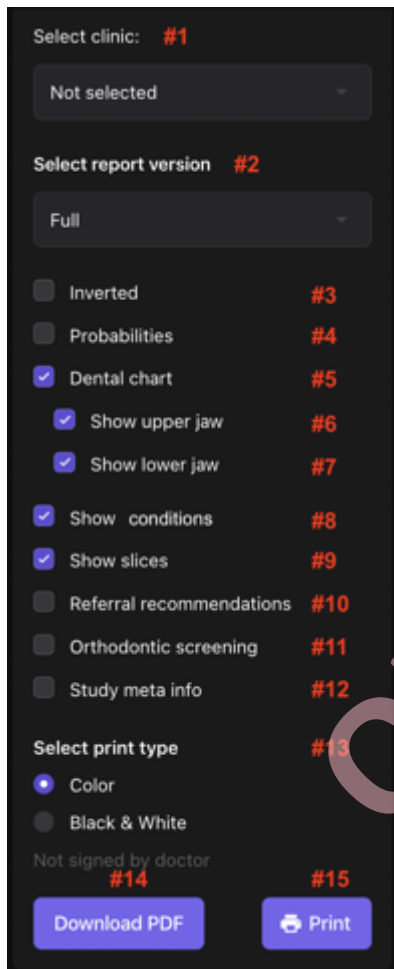 Select clinic: #1
Not selected
Select report version #2
Full
Inverted #3
Probabilities #4
Dental chart #5
Show upper jaw #6
Show lower jaw #7
Show conditions #8
Show slices #9
Referral recommendations #10
Orthodontic screening #11
Study meta info #12
Select print type #13
Color
Black & White
Not signed by doctor
#14 #15
Download PDF Print